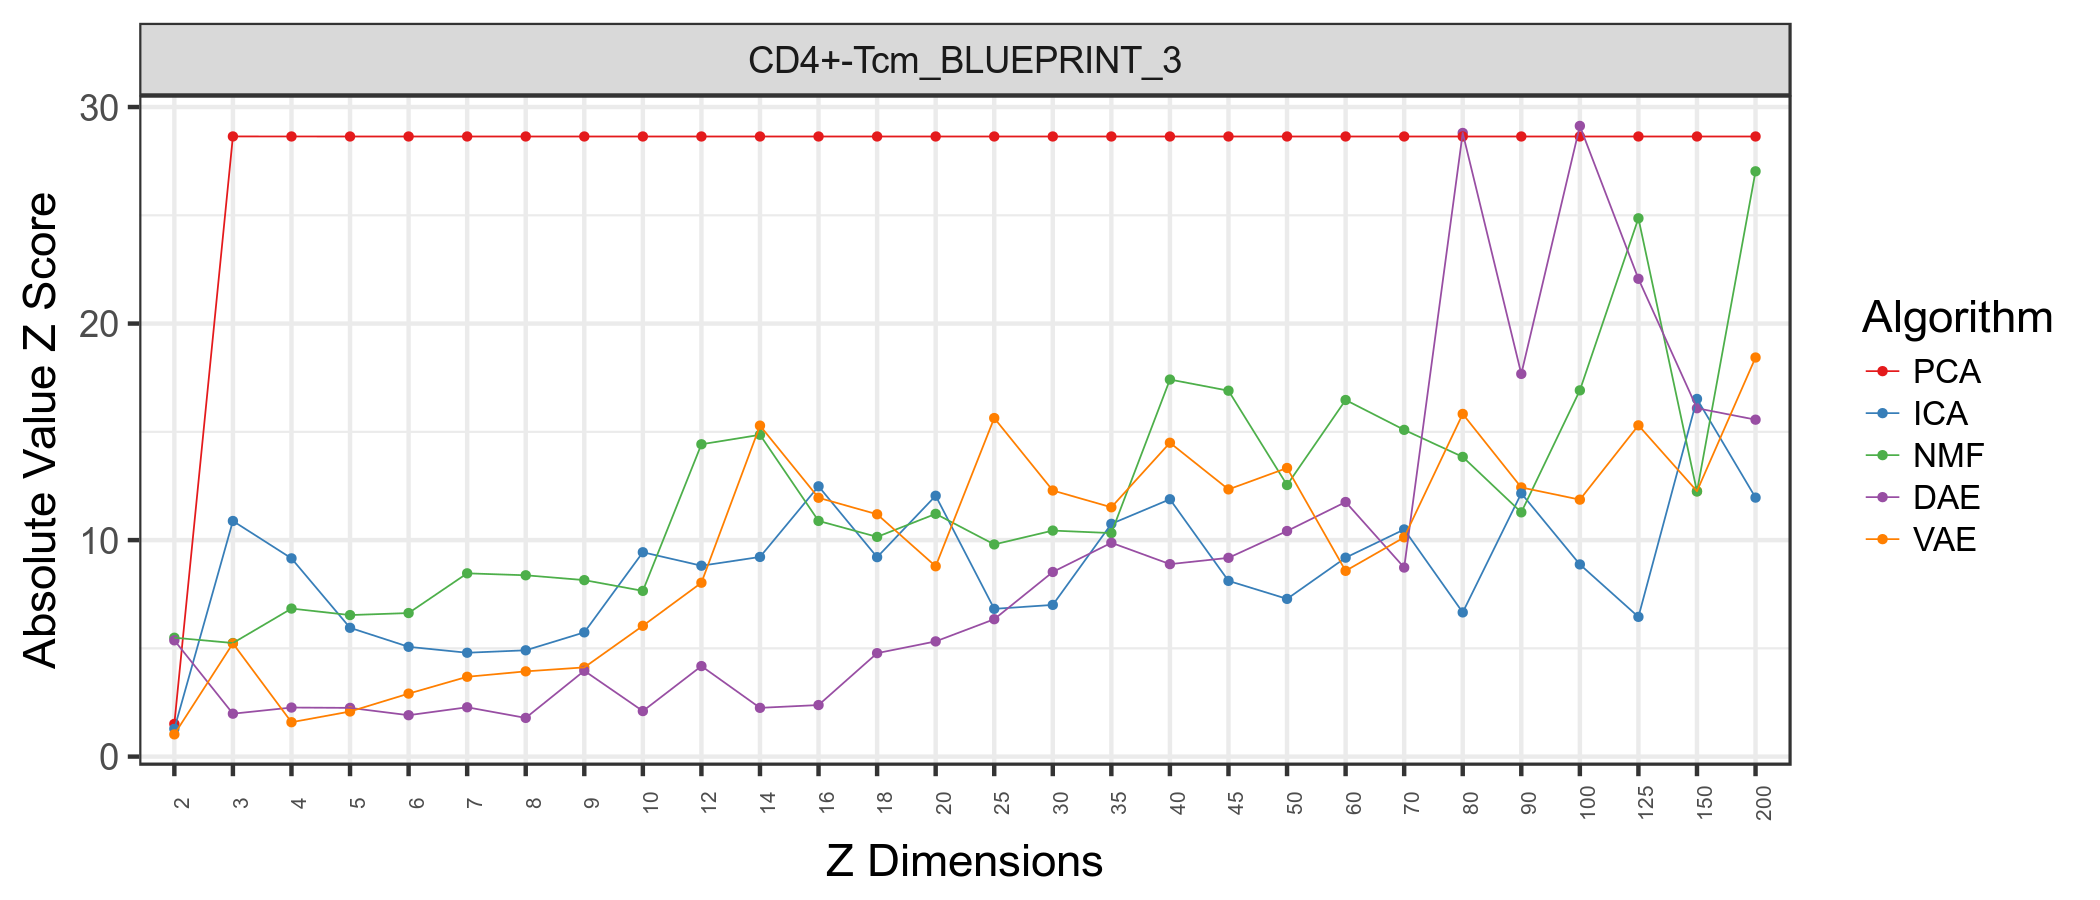 CD4+-Tcm_BLUEPRINT_3
Absolute Value Z Score
30
20
10
0
2 3 4 5 6 7 8 9 10 12 14 16 18 20 25 30 35 40 45 50 60 70 80 90 100 125 150 200
Z Dimensions
Algorithm
PCA
ICA
NMF
DAE
VAE